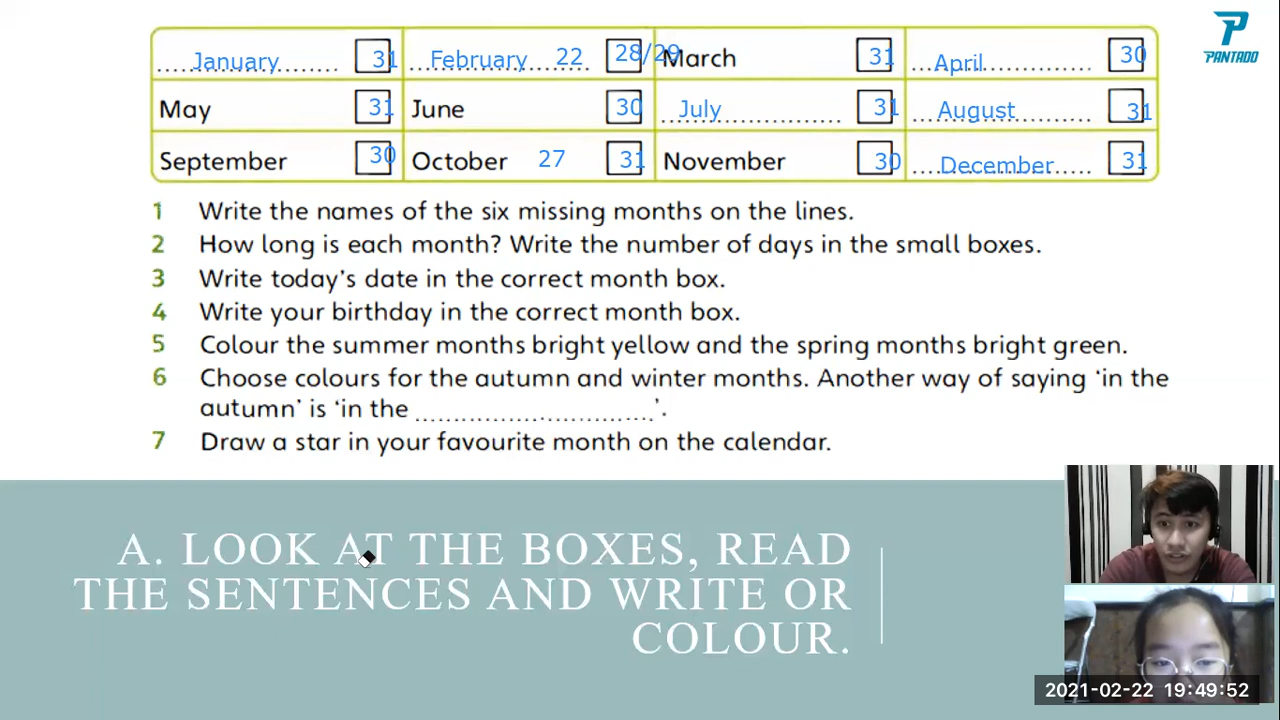 January 31 February 22 28/29 March 31 April 30
May 31 June 30 July 31 August 31
September 30 October 27 31 November 30 December 31
PANTADO
1 Write the names of the six missing months on the lines.
2 How long is each month? Write the number of days in the small boxes.
3 Write today's date in the correct month box.
4 Write your birthday in the correct month box.
5 Colour the summer months bright yellow and the spring months bright green.
6 Choose colours for the autumn and winter months. Another way of saying 'in the
autumn' is 'in the ..............................'.
7 Draw a star in your favourite month on the calendar.
A. LOOK AT THE BOXES, READ
THE SENTENCES AND WRITE OR
COLOUR.
2021-02-22 19:49:52